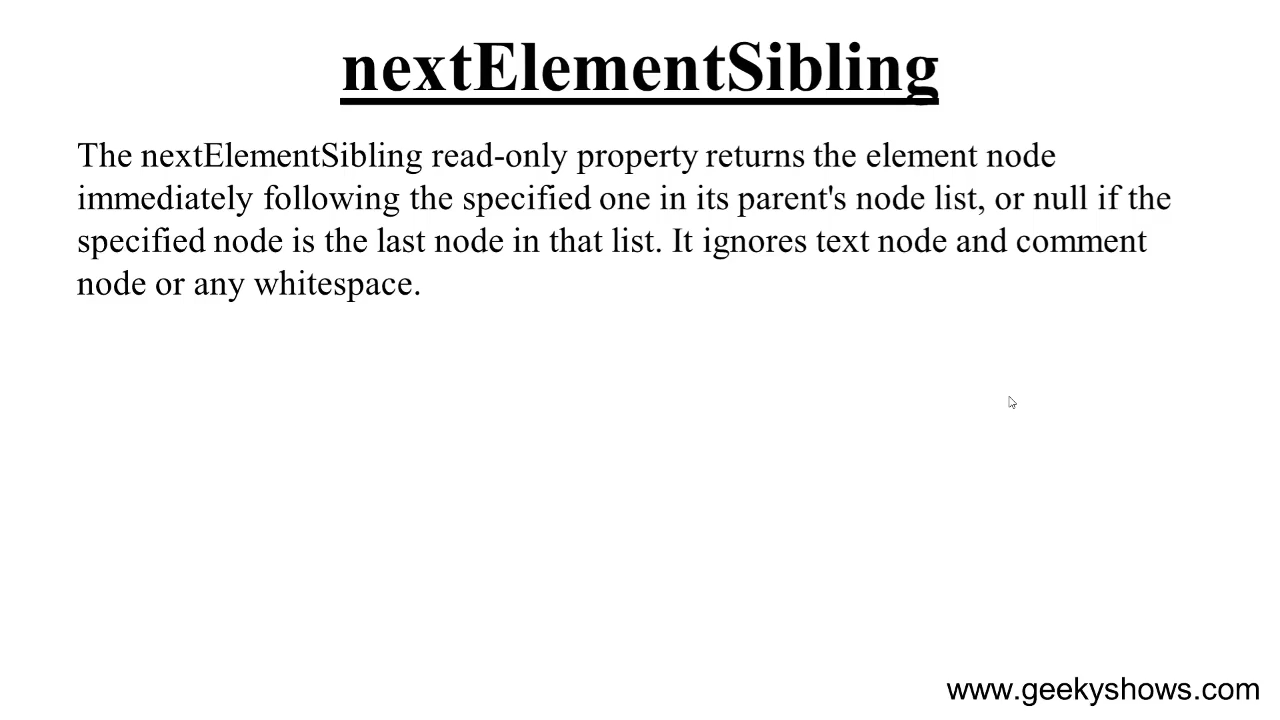 nextElementSibling
The nextElementSibling read-only property returns the element node
immediately following the specified one in its parent's node list, or null if the
specified node is the last node in that list. It ignores text node and comment
node or any whitespace.
www.geekyshows.com